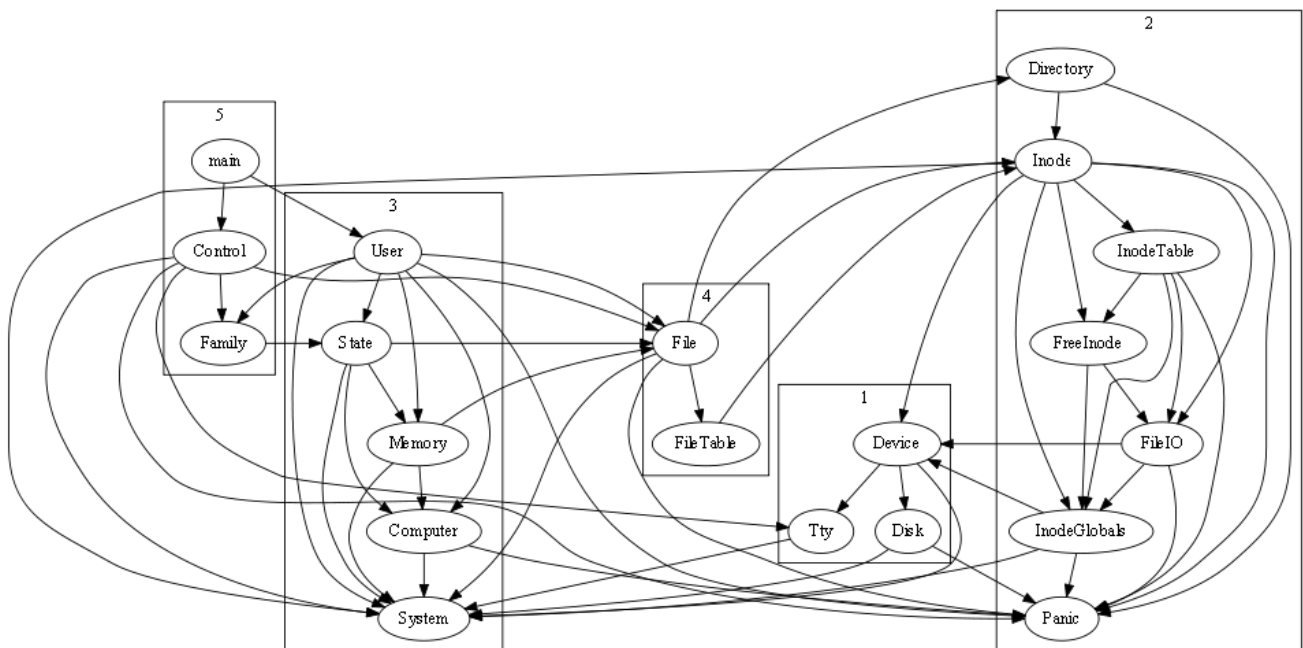 2
Directory
5
main
Inode
3
Control
User
InodeTable
4
Family
State
File
FreeInode
1
Memory
FileTable
Device
FileIO
Computer
Tty
Disk
InodeGlobals
System
Panic